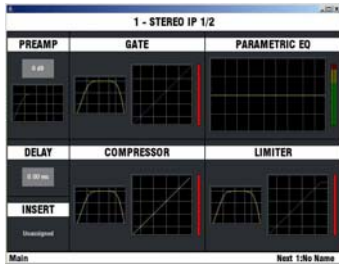 1 - STEREO IP 1/2
PREAMP GATE PARAMETRIC EQ
0 dB
DELAY COMPRESSOR LIMITER
0.00 ms
INSERT
Unassigned
Main Next 1:No Name